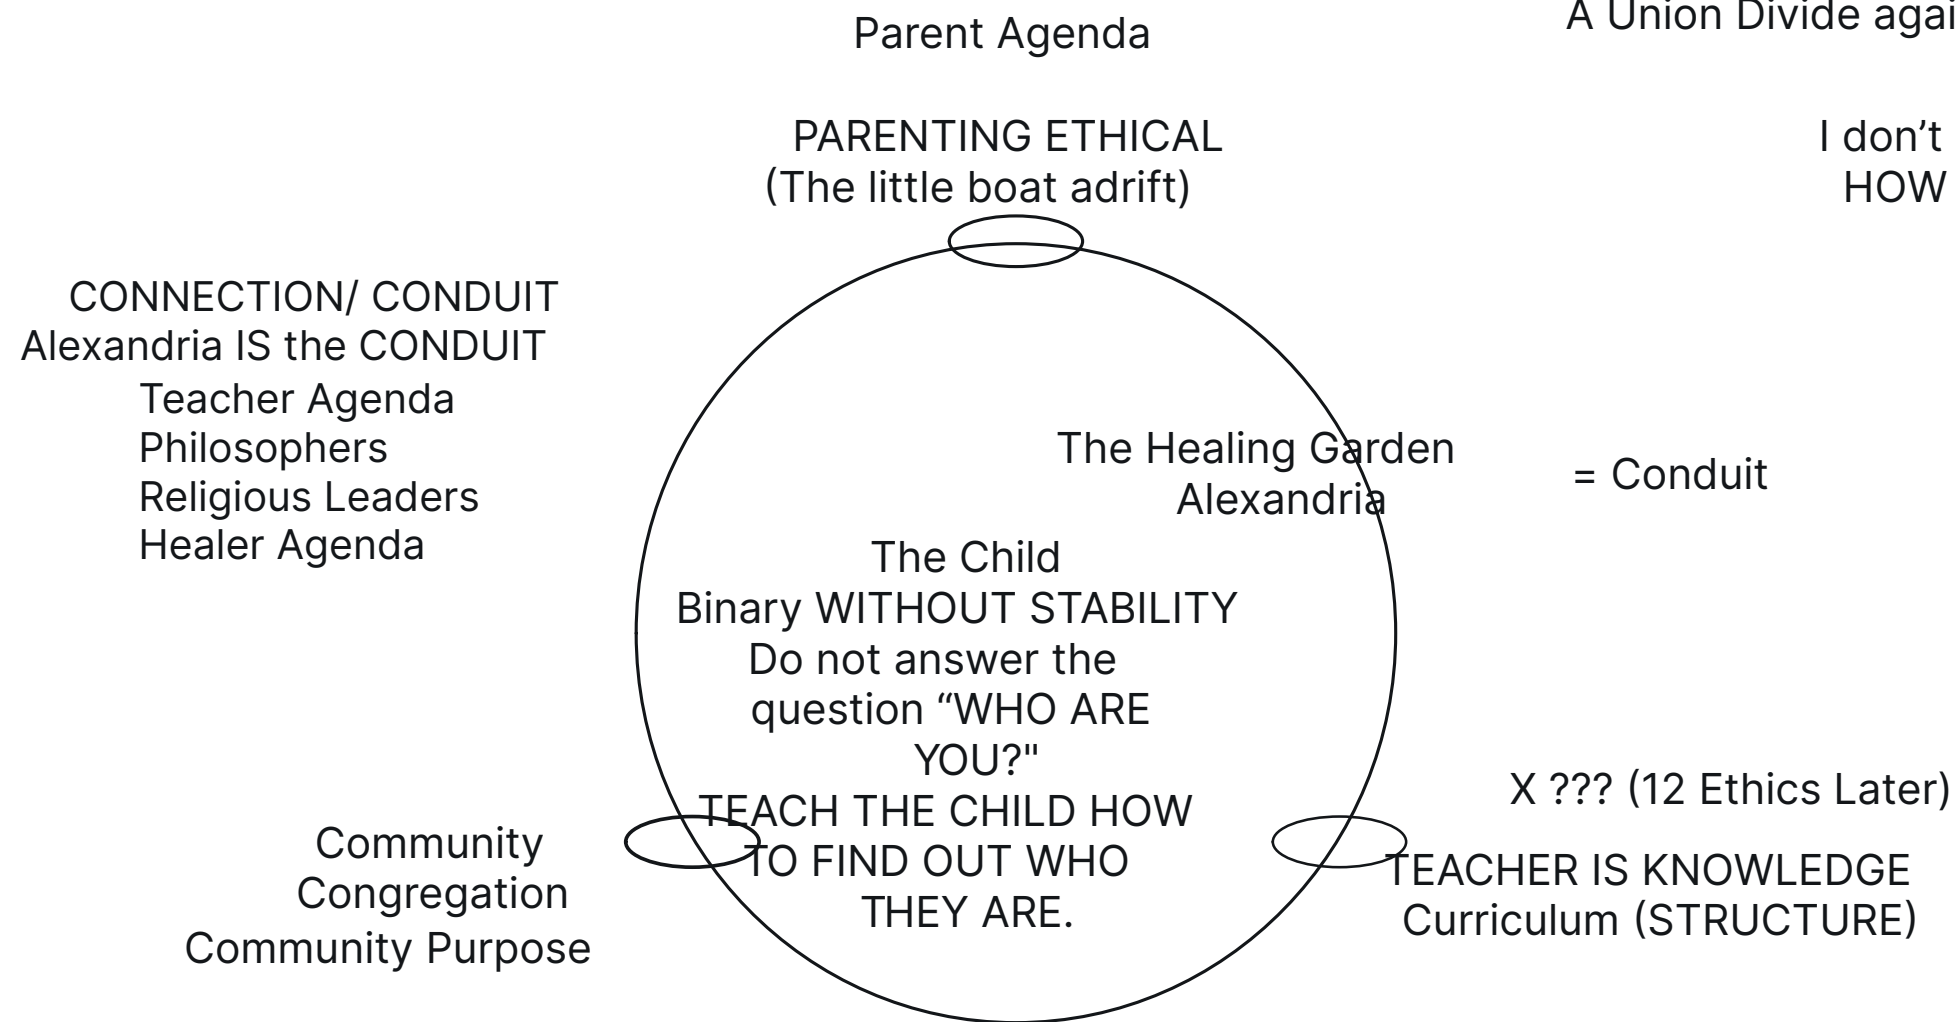 Parent Agenda
A Union Divide agai
PARENTING ETHICAL
(The little boat adrift)
I don’t
HOW
CONNECTION/ CONDUIT
Alexandria IS the CONDUIT
Teacher Agenda
Philosophers
Religious Leaders
Healer Agenda
The Healing Garden
Alexandria
= Conduit
The Child
Binary WITHOUT STABILITY
Do not answer the
question “WHO ARE
YOU?"
TEACH THE CHILD HOW
TO FIND OUT WHO
THEY ARE.
Community
Congregation
Community Purpose
X ??? (12 Ethics Later)
TEACHER IS KNOWLEDGE
Curriculum (STRUCTURE)